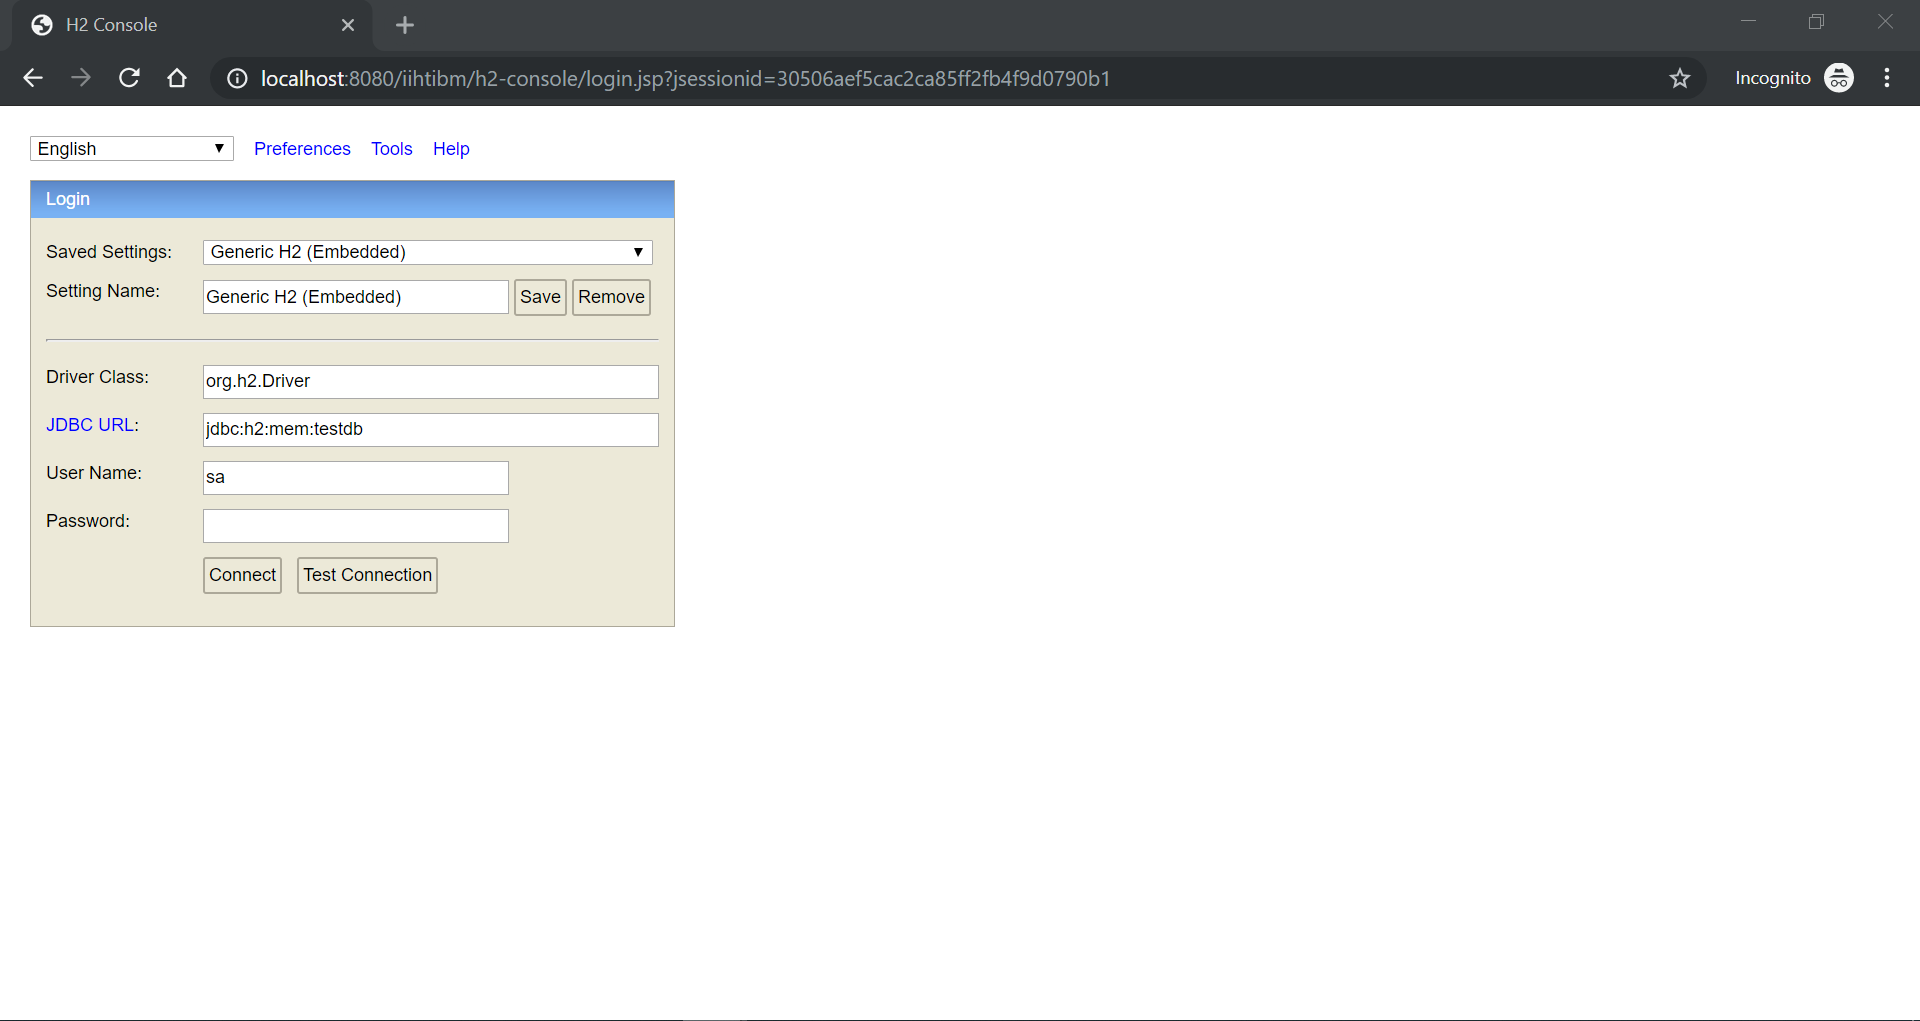 H2 Console
localhost:8080/iihtibm/h2-console/login.jsp?jsessionid=30506aef5cac2ca85ff2fb4f9d0790b1
Incognito
English Preferences Tools Help
Login
Saved Settings: Generic H2 (Embedded)
Setting Name: Generic H2 (Embedded) Save Remove
Driver Class: org.h2.Driver
JDBC URL: jdbc:h2:mem:testdb
User Name: sa
Password:
Connect Test Connection